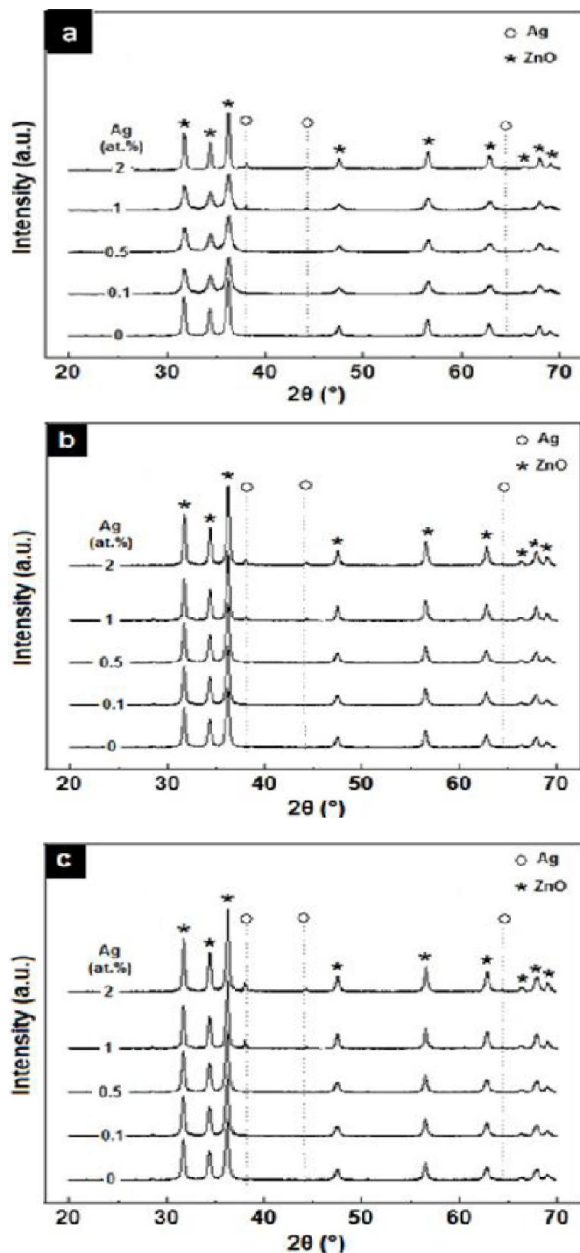 a
Ag
ZnO
Ag
(at.%)
2
1
0.5
0.1
0
Intensity (a.u.)
20 30 40 50 60 70
2θ (°)
b
Ag
ZnO
Ag
(at.%)
2
1
0.5
0.1
0
Intensity (a.u.)
20 30 40 50 60 70
2θ (°)
c
Ag
ZnO
Ag
(at.%)
2
1
0.5
0.1
0
Intensity (a.u.)
20 30 40 50 60 70
2θ (°)